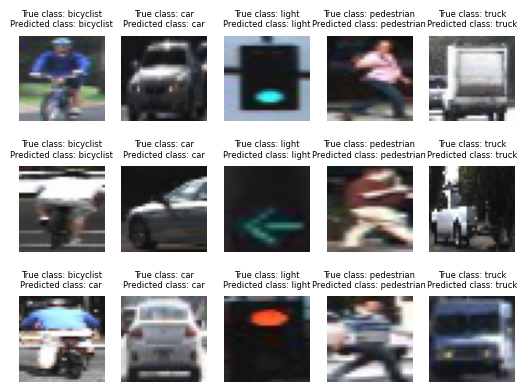 True class: bicyclist
Predicted class: bicyclist
True class: car
Predicted class: car
True class: light
Predicted class: light
True class: pedestrian
Predicted class: pedestrian
True class: truck
Predicted class: truck
True class: bicyclist
Predicted class: bicyclist
True class: car
Predicted class: car
True class: light
Predicted class: light
True class: pedestrian
Predicted class: pedestrian
True class: truck
Predicted class: truck
True class: bicyclist
Predicted class: car
True class: car
Predicted class: car
True class: light
Predicted class: light
True class: pedestrian
Predicted class: pedestrian
True class: truck
Predicted class: truck